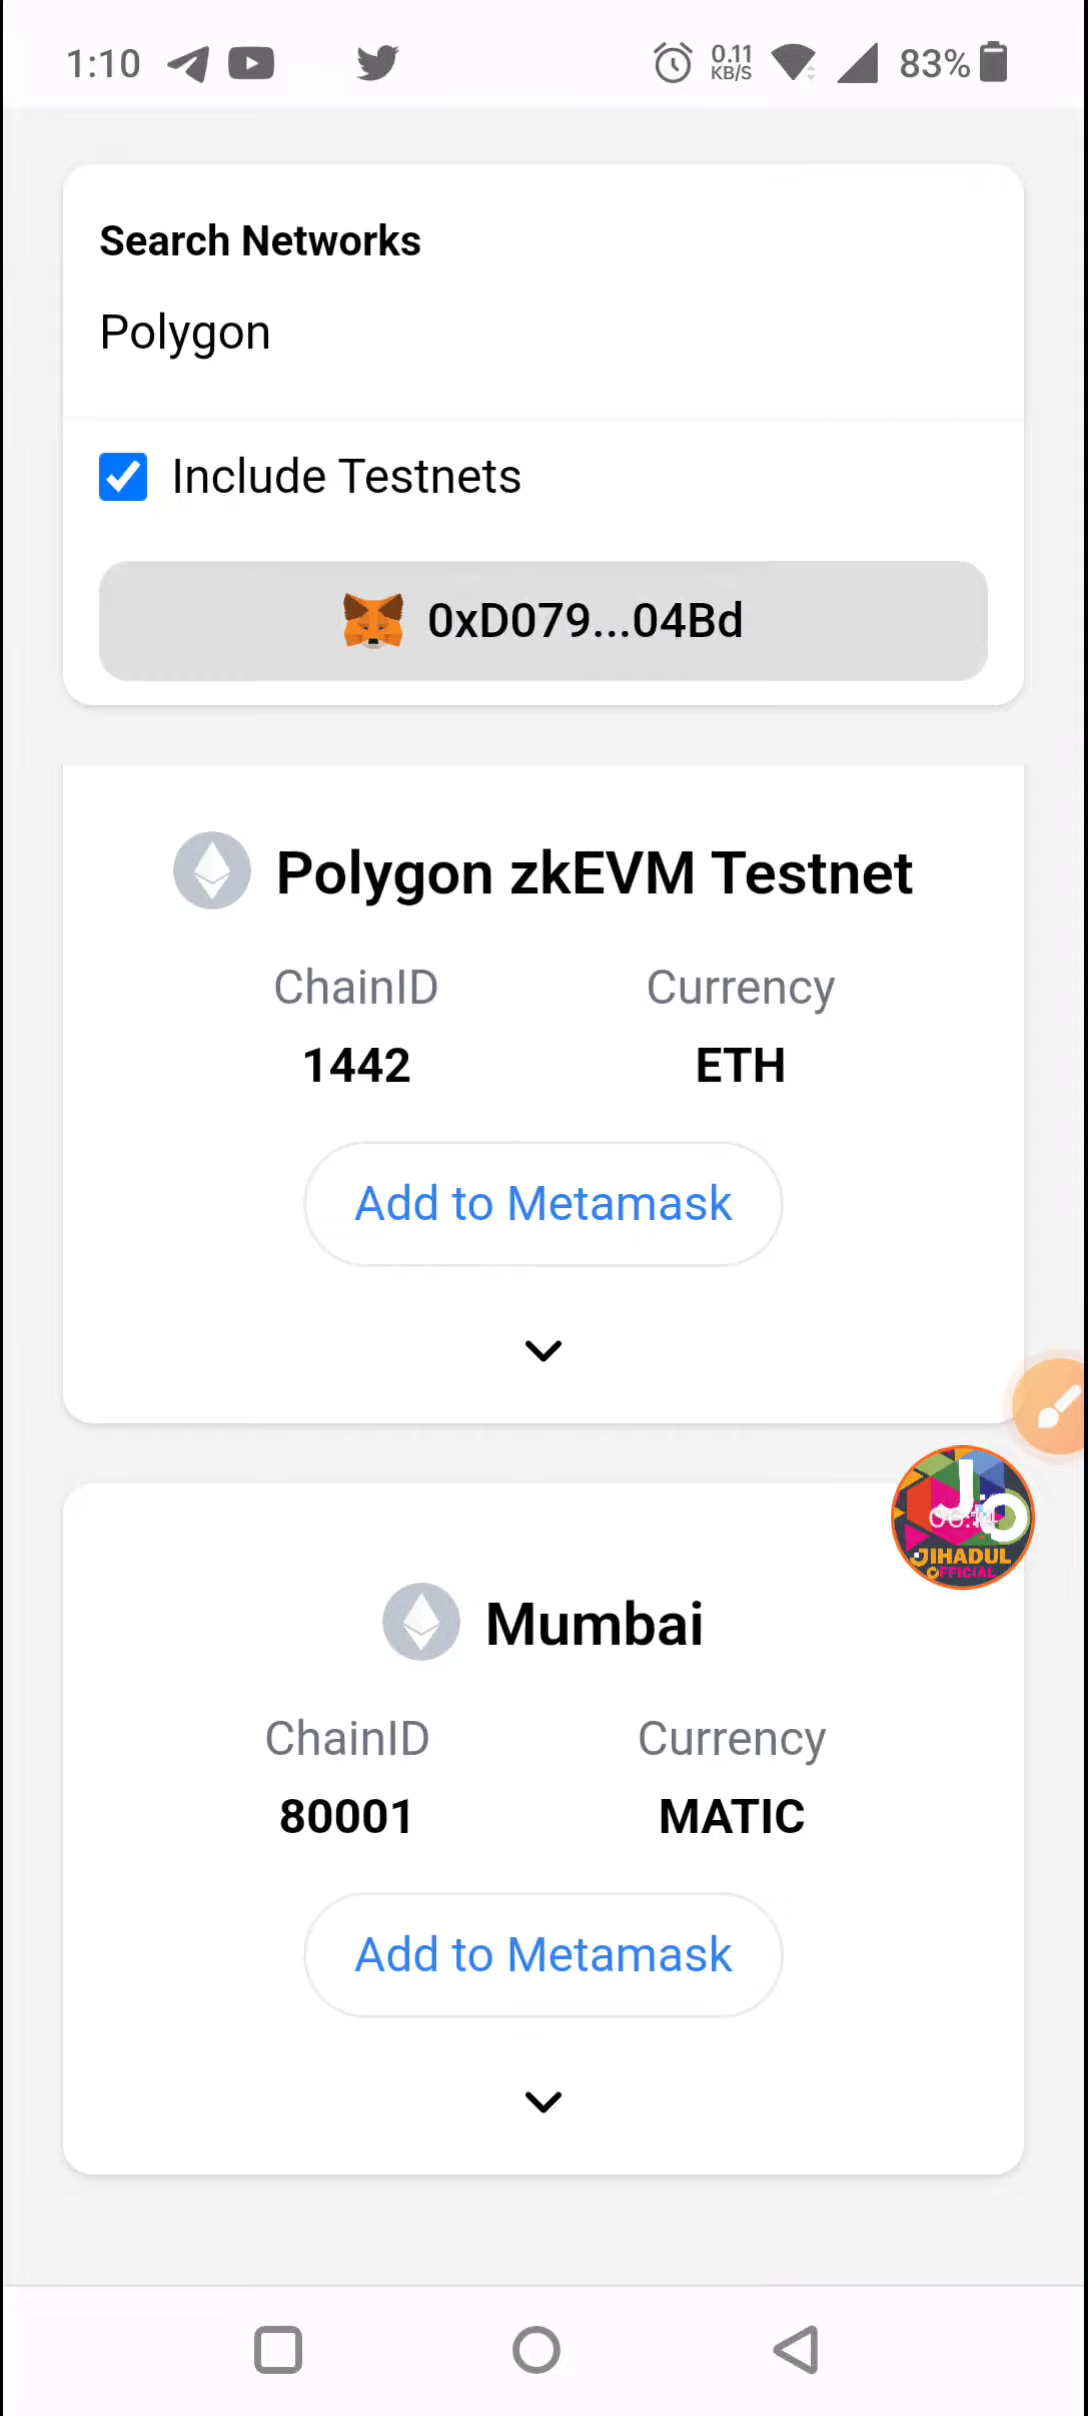 1:10
0.11
KB/S
83%
Search Networks
Polygon
Include Testnets
0xD079...04Bd
Polygon zkEVM Testnet
ChainID
Currency
1442
ETH
Add to Metamask
JIHADUL
OFFICIAL
Mumbai
ChainID
Currency
80001
MATIC
Add to Metamask